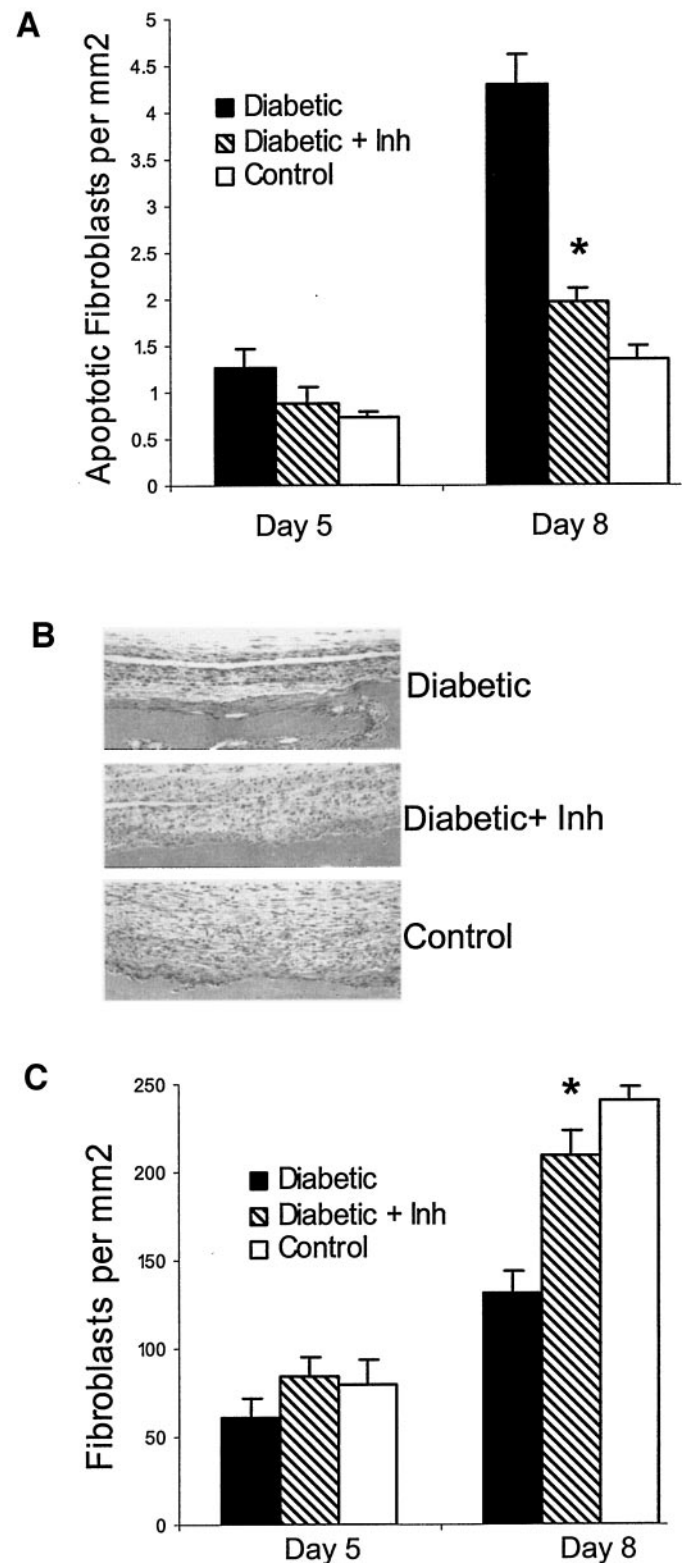 A
Apoptotic Fibroblasts per mm2
5
4.5
4
3.5
3
2.5
2
1.5
1
0.5
0
Diabetic
Diabetic + Inh
Control
*
Day 5
Day 8
B
Diabetic
Diabetic+ Inh
Control
C
Fibroblasts per mm2
250
200
150
100
50
0
Diabetic
Diabetic + Inh
Control
*
Day 5
Day 8